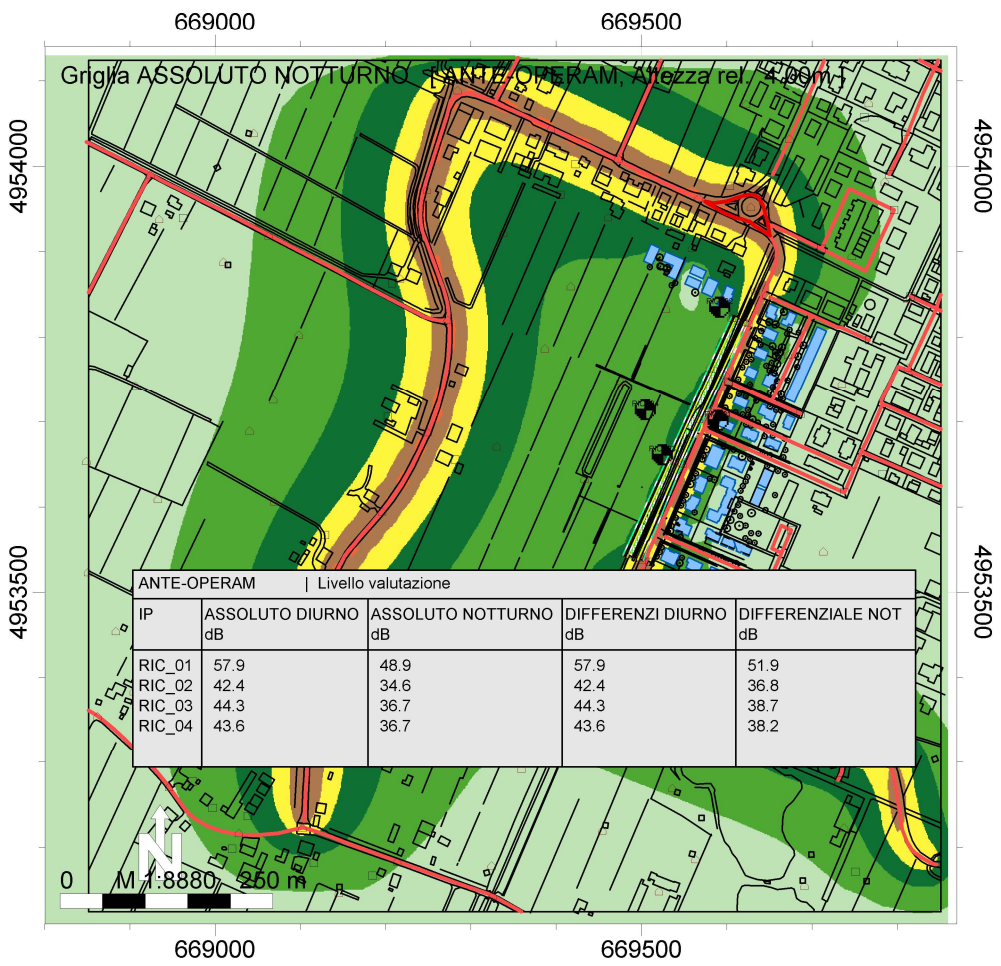 669000 669500
Griglia ASSOLUTO NOTTURNO [ ANTE-OPERAM, Altezza rel. 4.00m ]
4954000 4954000
4953500 4953500
ANTE-OPERAM | Livello valutazione
IP ASSOLUTO DIURNO ASSOLUTO NOTTURNO DIFFERENZI DIURNO DIFFERENZIALE NOT
dB dB dB dB
RIC_01 57.9 48.9 57.9 51.9
RIC_02 42.4 34.6 42.4 36.8
RIC_03 44.3 36.7 44.3 38.7
RIC_04 43.6 36.7 43.6 38.2
N
0 M 1:8880 250 m
669000 669500